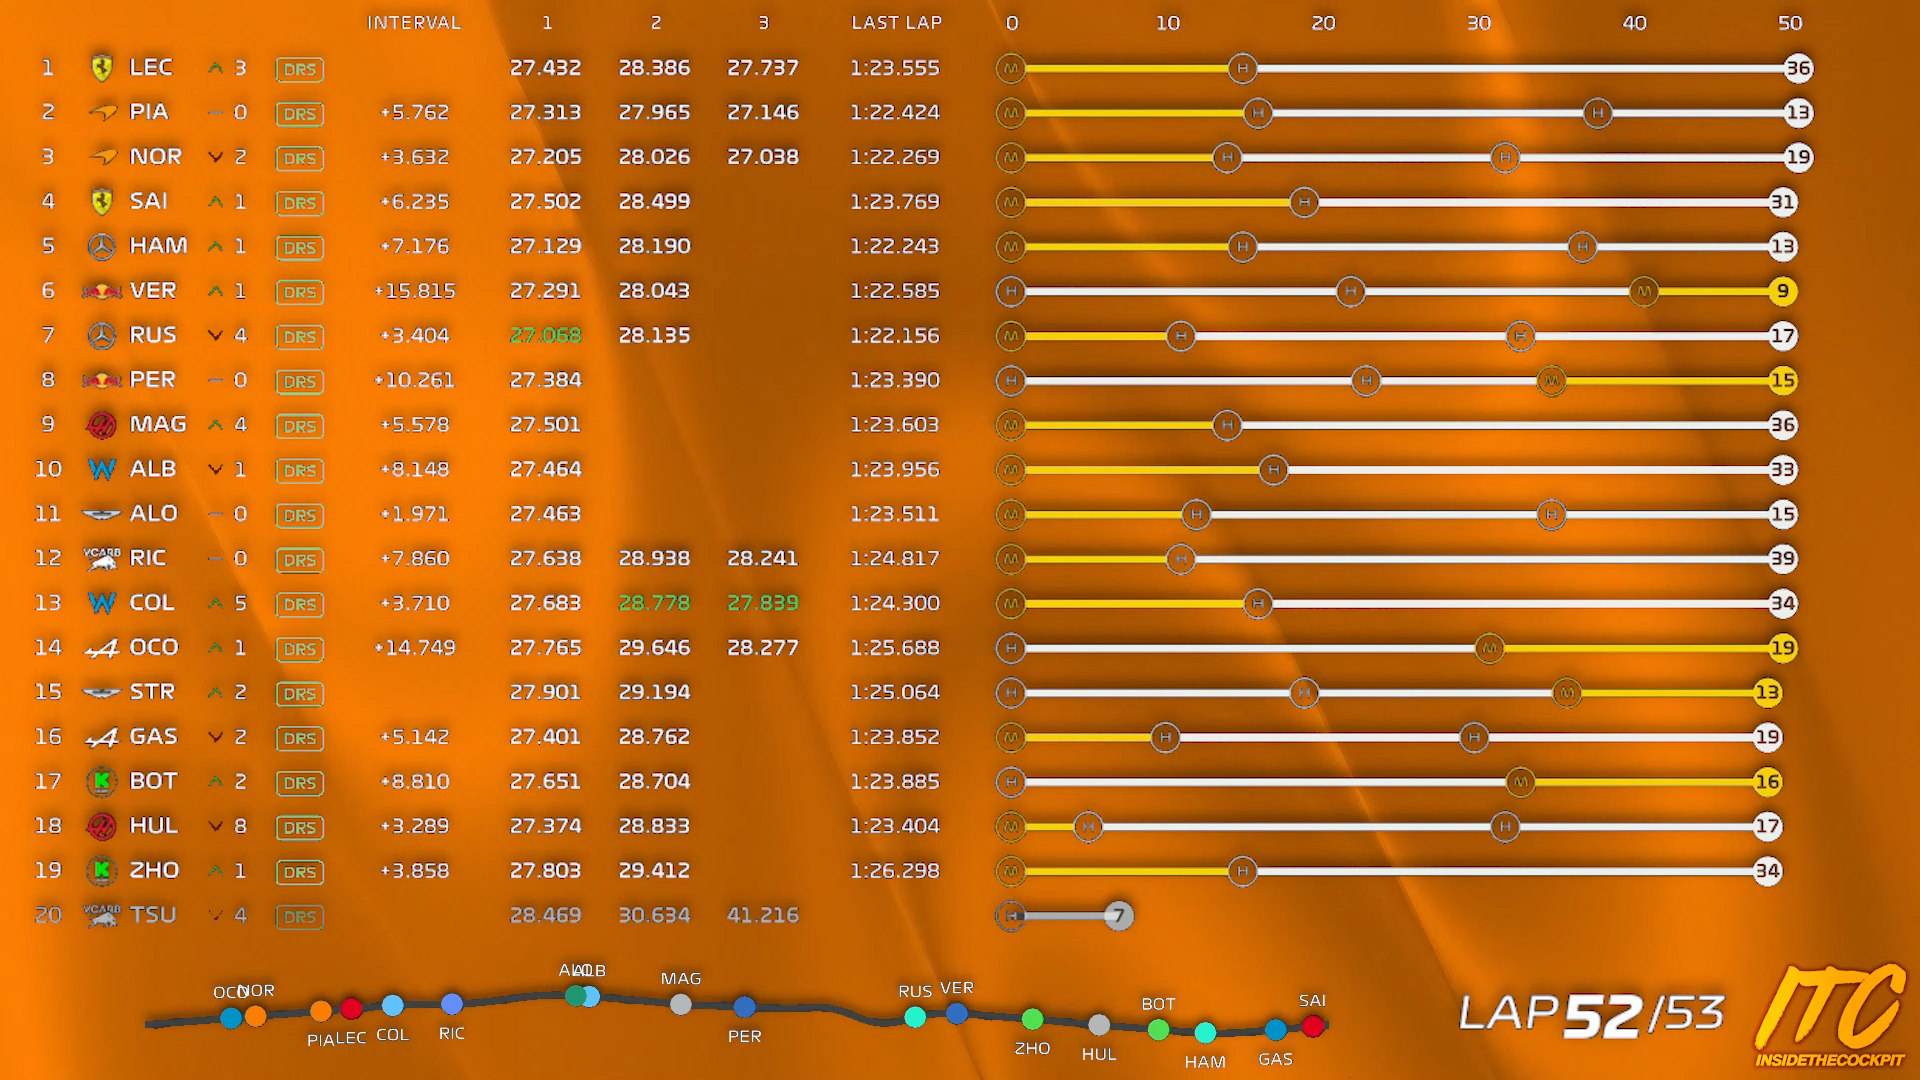 INTERVAL 1 2 3 LAST LAP 0 10 20 30 40 50
1 LEC 3 DRS 27.432 28.386 27.737 1:23.555 M H 36
2 PIA 0 DRS +5.762 27.313 27.965 27.146 1:22.424 M H H 13
3 NOR 2 DRS +3.632 27.205 28.026 27.038 1:22.269 M H H 19
4 SAI 1 DRS +6.235 27.502 28.499 1:23.769 M H 31
5 HAM 1 DRS +7.176 27.129 28.190 1:22.243 M H H 13
6 VER 1 DRS +15.815 27.291 28.043 1:22.585 H H M 9
7 RUS 4 DRS +3.404 27.068 28.135 1:22.156 M H H 17
8 PER 0 DRS +10.261 27.384 1:23.390 H H M 15
9 MAG 4 DRS +5.578 27.501 1:23.603 M H 36
10 ALB 1 DRS +8.148 27.464 1:23.956 M H 33
11 ALO 0 DRS +1.971 27.463 1:23.511 M H H 15
12 VCARB RIC 0 DRS +7.860 27.638 28.938 28.241 1:24.817 M H 39
13 COL 5 DRS +3.710 27.683 28.778 27.839 1:24.300 M H 34
14 OCO 1 DRS +14.749 27.765 29.646 28.277 1:25.688 H M 19
15 STR 2 DRS 27.901 29.194 1:25.064 H H M 13
16 GAS 2 DRS +5.142 27.401 28.762 1:23.852 M H H 19
17 K BOT 2 DRS +8.810 27.651 28.704 1:23.885 H M 16
18 HUL 8 DRS +3.289 27.374 28.833 1:23.404 M H H 17
19 K ZHO 1 DRS +3.858 27.803 29.412 1:26.298 M H 34
20 VCARB TSU 4 DRS 28.469 30.634 41.216 H 7
OCO NOR PIA LEC COL RIC ALO ALB MAG PER RUS VER ZHO HUL BOT HAM GAS SAI
LAP 52/53
ITC
INSIDETHECOCKPIT